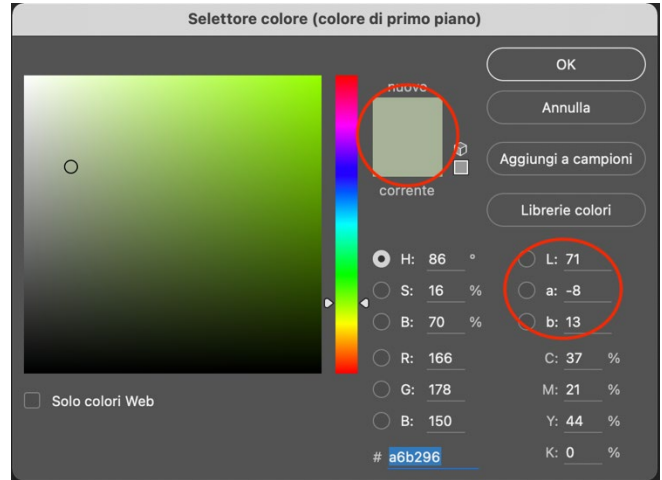 Selettore colore (colore di primo piano)
nuovo
corrente
OK
Annulla
Aggiungi a campioni
Librerie colori
H: 86 °
S: 16 %
B: 70 %
R: 166
G: 178
B: 150
# a6b296
L: 71
a: -8
b: 13
C: 37 %
M: 21 %
Y: 44 %
K: 0 %
Solo colori Web